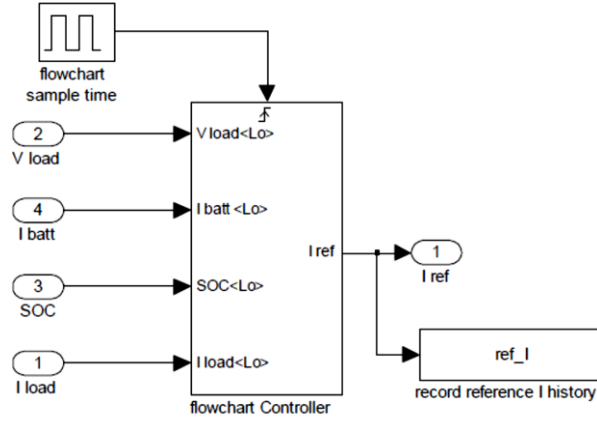 flowchart
sample time
2
V load
V load<Lo>
4
I batt
I batt <Lo>
I ref
1
I ref
3
SOC
SOC<Lo>
1
I load
I load<Lo>
ref_I
record reference I history
flowchart Controller